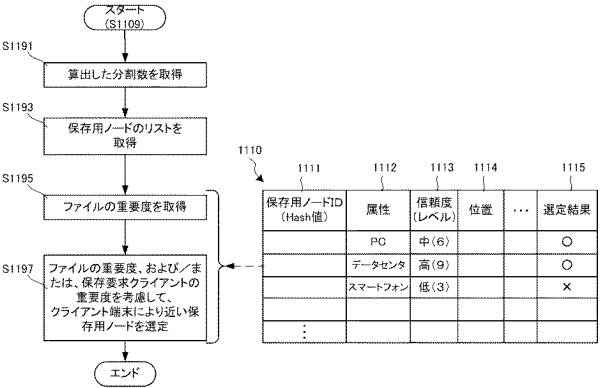 スタート
(S1109)
S1191
算出した分割数を取得
S1193
保存用ノードのリストを
取得
S1195
ファイルの重要度を取得
S1197
ファイルの重要度、および/ま
たは、保存要求クライアントの
重要度を考慮して、
クライアント端末により近い保
存用ノードを選定
エンド
1110
1111 1112 1113 1114 1115
保存用ノードID
(Hash値)
属性
信頼度
(レベル)
位置
・・・
選定結果
PC 中(6) ○
データセンタ 高(9) ○
スマートフォン 低(3) ×
⋮